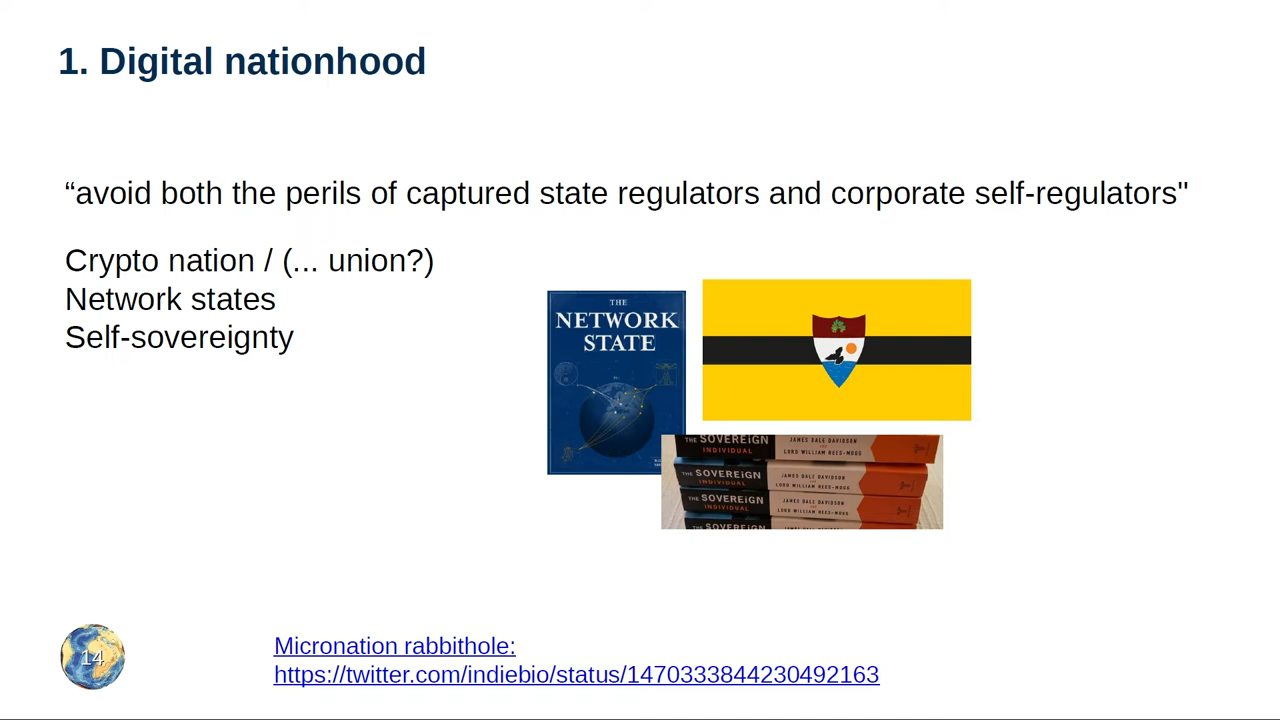 1. Digital nationhood
“avoid both the perils of captured state regulators and corporate self-regulators"
Crypto nation / (... union?)
Network states
Self-sovereignty
THE
NETWORK
STATE
THE SOVEREiGN
INDIVIDUAL
JAMES DALE DAVIDSON
LORD WILLIAM REES-MOGG
THE SOVEREiGN
INDIVIDUAL
JAMES DALE DAVIDSON
LORD WILLIAM REES-MOGG
THE SOVEREiGN
INDIVIDUAL
JAMES DALE DAVIDSON
LORD WILLIAM REES-MOGG
THE SOVEREiGN
14
Micronation rabbithole:
https://twitter.com/indiebio/status/1470333844230492163